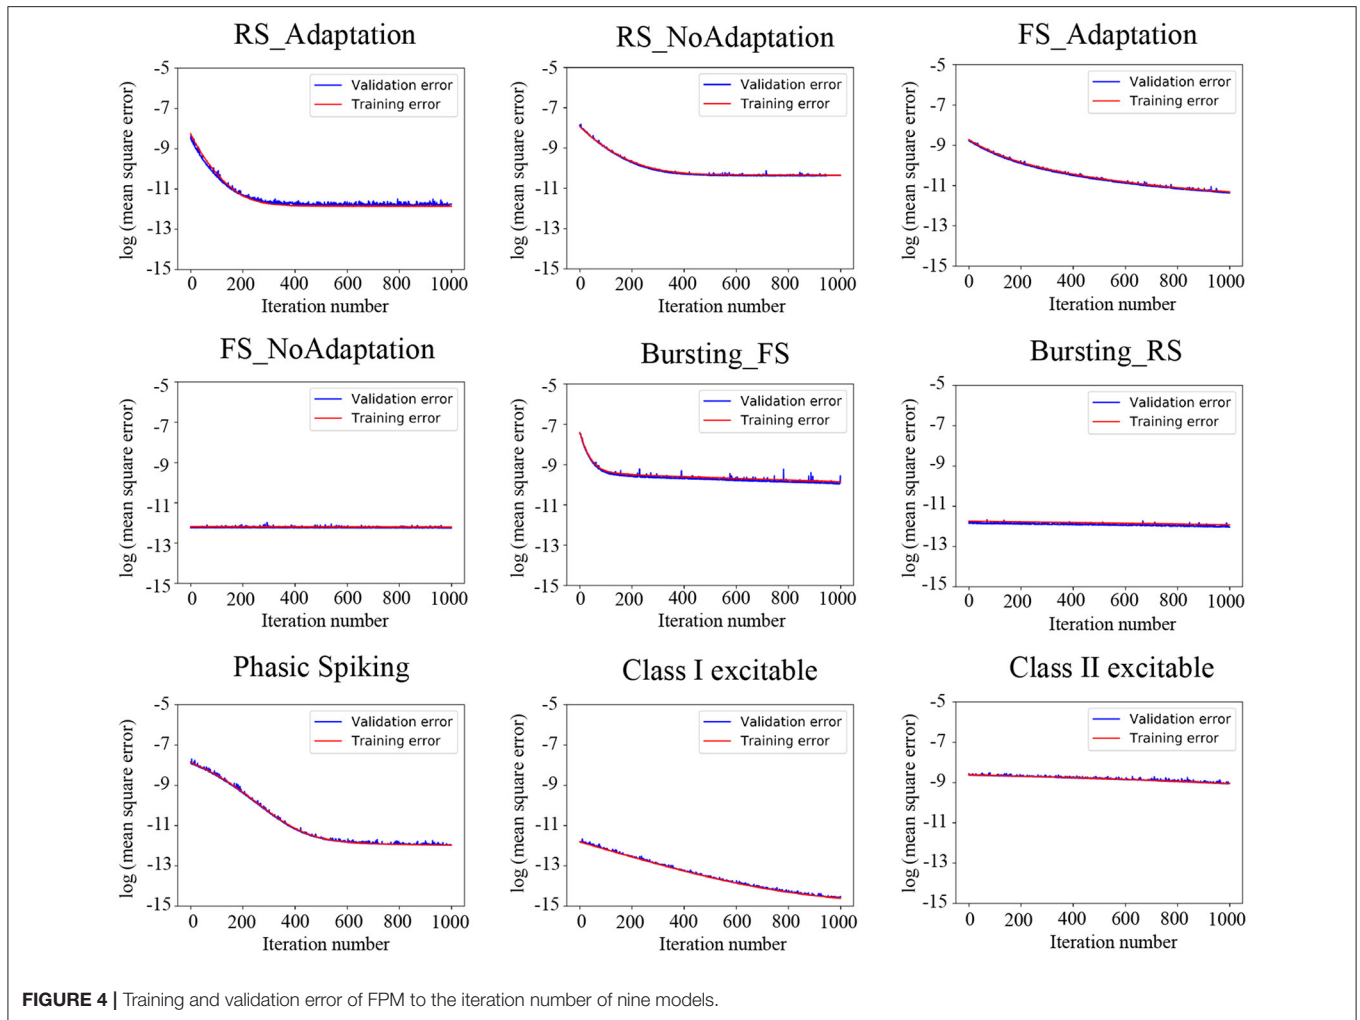 RS_Adaptation
log (mean square error)
-5
-7
-9
-11
-13
-15
Validation error
Training error
0 200 400 600 800 1000
Iteration number
RS_NoAdaptation
log (mean square error)
-5
-7
-9
-11
-13
-15
Validation error
Training error
0 200 400 600 800 1000
Iteration number
FS_Adaptation
log (mean square error)
-5
-7
-9
-11
-13
-15
Validation error
Training error
0 200 400 600 800 1000
Iteration number
FS_NoAdaptation
log (mean square error)
-5
-7
-9
-11
-13
-15
Validation error
Training error
0 200 400 600 800 1000
Iteration number
Bursting_FS
log (mean square error)
-5
-7
-9
-11
-13
-15
Validation error
Training error
0 200 400 600 800 1000
Iteration number
Bursting_RS
log (mean square error)
-5
-7
-9
-11
-13
-15
Validation error
Training error
0 200 400 600 800 1000
Iteration number
Phasic Spiking
log (mean square error)
-5
-7
-9
-11
-13
-15
Validation error
Training error
0 200 400 600 800 1000
Iteration number
Class I excitable
log (mean square error)
-5
-7
-9
-11
-13
-15
Validation error
Training error
0 200 400 600 800 1000
Iteration number
Class II excitable
log (mean square error)
-5
-7
-9
-11
-13
-15
Validation error
Training error
0 200 400 600 800 1000
Iteration number
FIGURE 4 | Training and validation error of FPM to the iteration number of nine models.